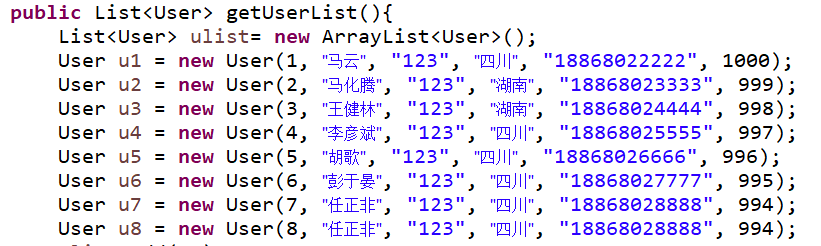 public List<User> getUserList(){
List<User> ulist= new ArrayList<User>();
User u1 = new User(1, "马云", "123", "四川", "18868022222", 1000);
User u2 = new User(2, "马化腾", "123", "湖南", "18868023333", 999);
User u3 = new User(3, "王健林", "123", "湖南", "18868024444", 998);
User u4 = new User(4, "李彦斌", "123", "四川", "18868025555", 997);
User u5 = new User(5, "胡歌", "123", "四川", "18868026666", 996);
User u6 = new User(6, "彭于晏", "123", "四川", "18868027777", 995);
User u7 = new User(7, "任正非", "123", "四川", "18868028888", 994);
User u8 = new User(8, "任正非", "123", "四川", "18868028888", 994);